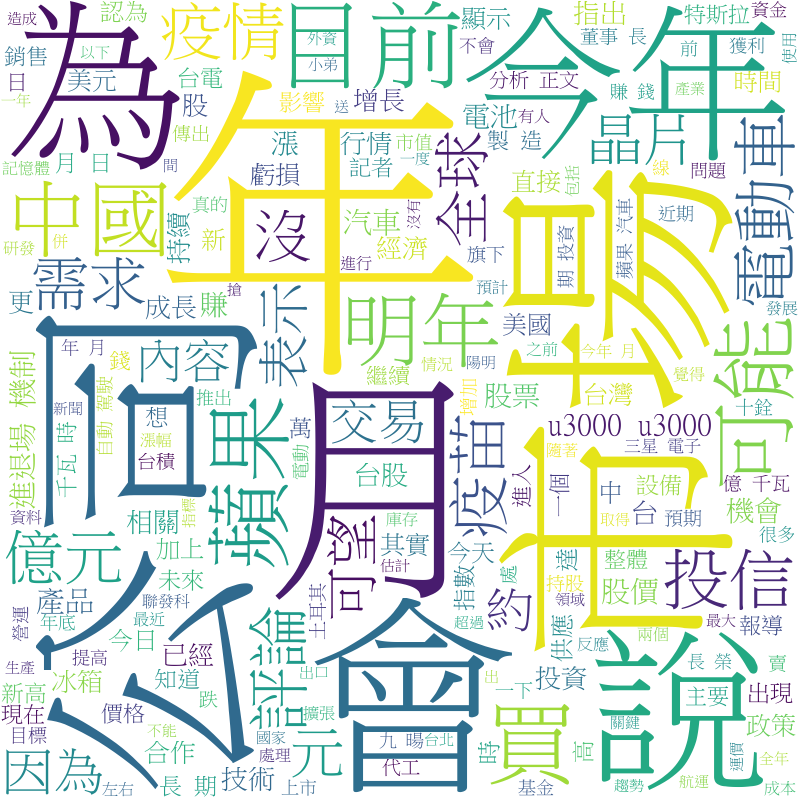 造成
認為
疫情
目前
外資
小弟
顯示
不會
指出
董事 長
特斯拉
資金
前
獲利
使用
今年
銷售
以下
日
美元
台電
股
影響
送
增長
電池
有人
分析 正文
賺 錢
產業
時間
一年
為
年
傳出
漲
行情
市值
製 造
晶片
記憶體
月 日
間
虧損
記者
一度
全球
直接
包括
線
問題
電動車
中國
持續
真的
新
沒
汽車
經濟
沒有
旗下
期 投資
蘋果 汽車
近期
場
研發
併
更
成長
賺
搶
進行
預計
發展
需求
表示
明年
美國
之前
今年 月
覺得
可能
司
年 月
錢
內容
繼續
情況
陽明
增加
股票
台灣
十銓
進退場 機制
千瓦 時
新聞
自動 駕駛
推出
想
漲幅
台積
蘋果
電動
萬
月
交易
台股
疫苗
u3000 u3000
隨著
進入
一個
三星 電子
中
台
設備
預期
億 千瓦
機會
很多
市
資料
相關
指標
可望
庫存
其實
估計
今天
取得
達
整體
億元
加上
土耳其
指數
處
約
持股
領域
股價
投信
營運
產品
未來
年底
聯發科
最近
今日
公
評論
會
超過
供應
反應
兩個
最大
報導
生產
提高
已經
出口
新高
冰箱
知道
擴張
一下
出
投資
長 榮
賣
主要
出現
說
現在
價格
跌
不能
國家
元
九 暘
台北
買
時
高
關鍵
運價
政策
全年
目標
因為
左右
合作
長 期
技術
處理
上市
代工
基金
趨勢
航運
成本